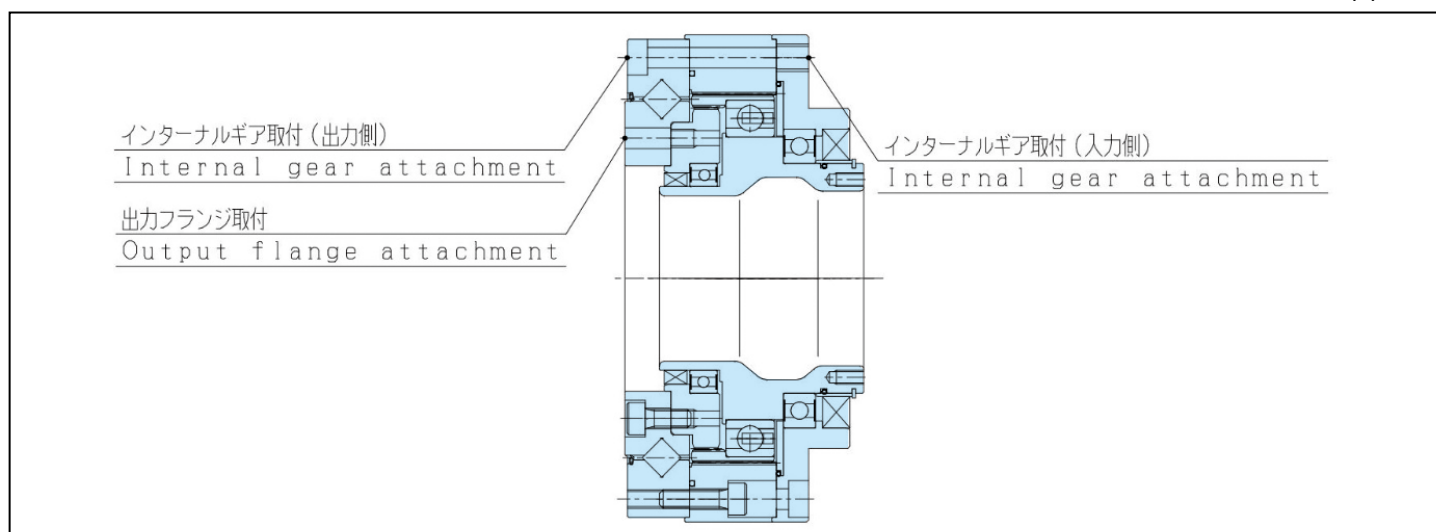 インターナルギア取付(出力側)
Internal gear attachment
出力フランジ取付
Output flange attachment
インターナルギア取付(入力側)
Internal gear attachment